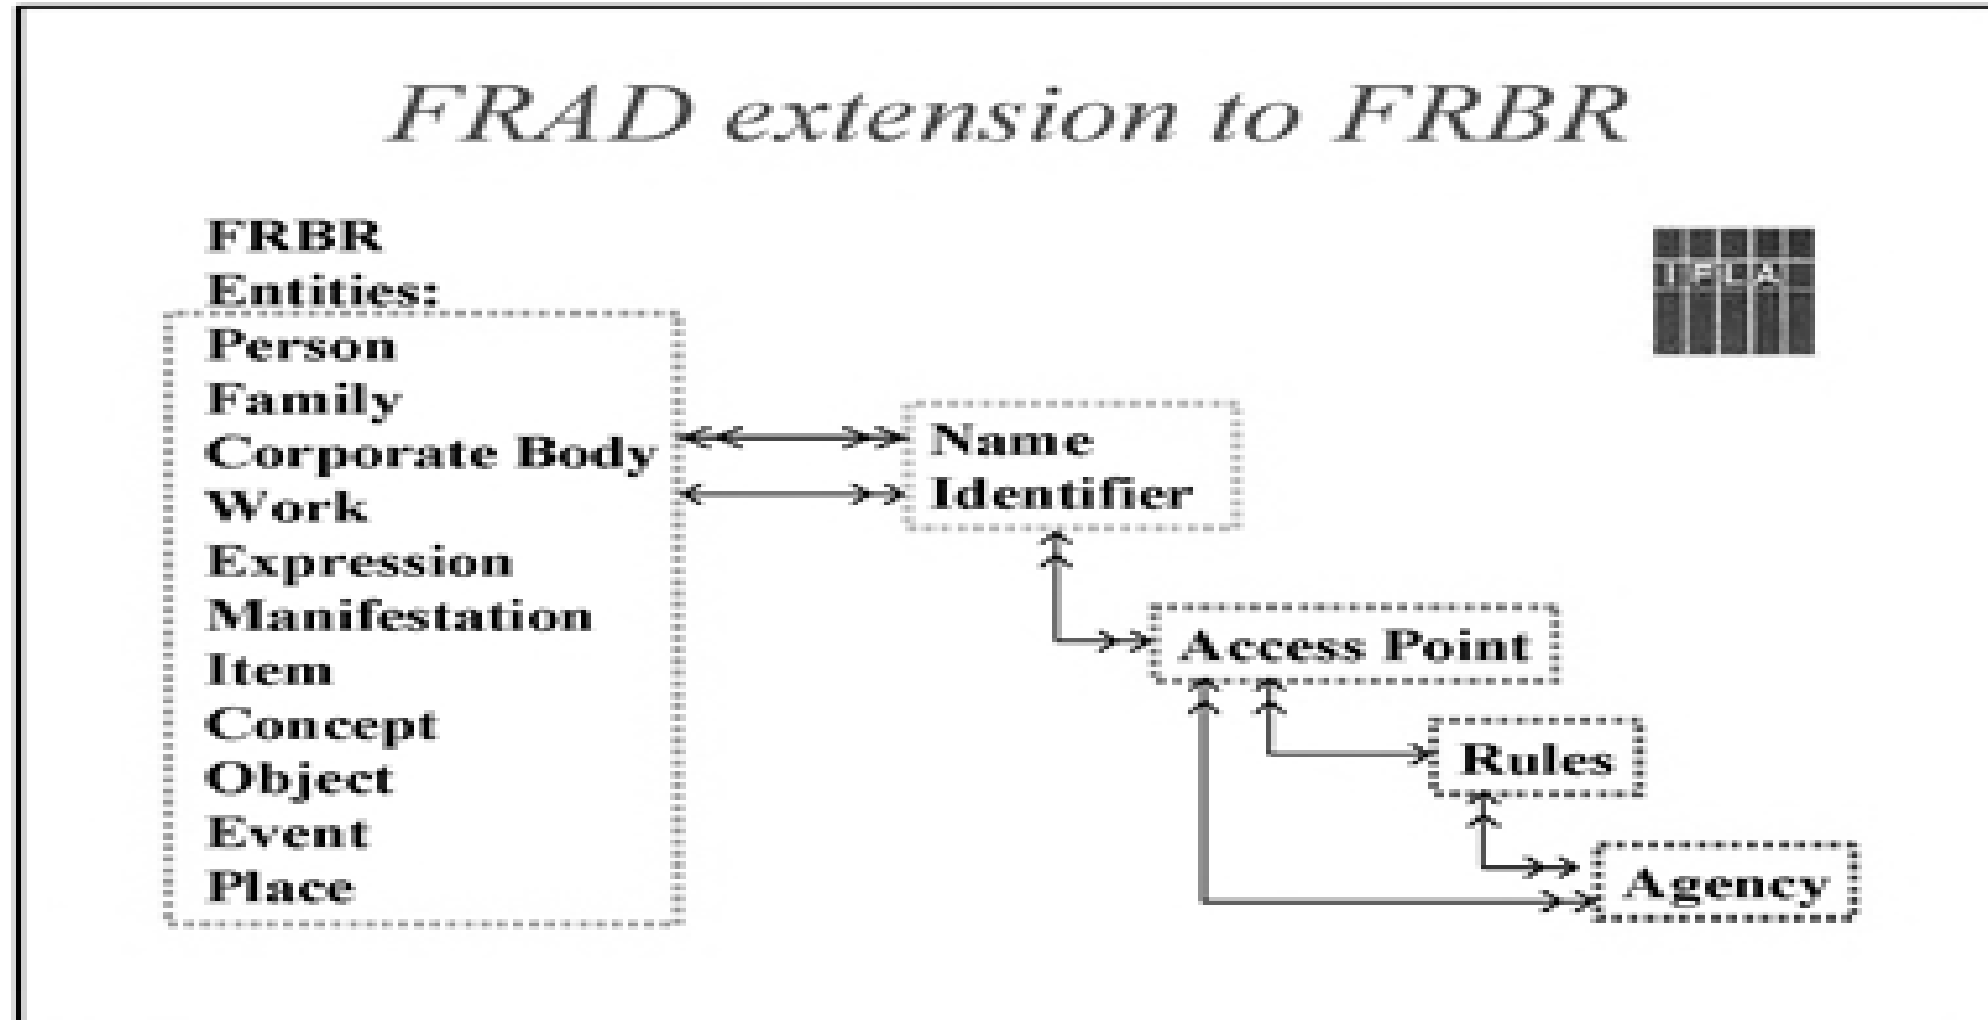 FRAD extension to FRBR
FRBR
Entities:
Person
Family
Corporate Body
Work
Expression
Manifestation
Item
Concept
Object
Event
Place
IFLA
Name
Identifier
Access Point
Rules
Agency